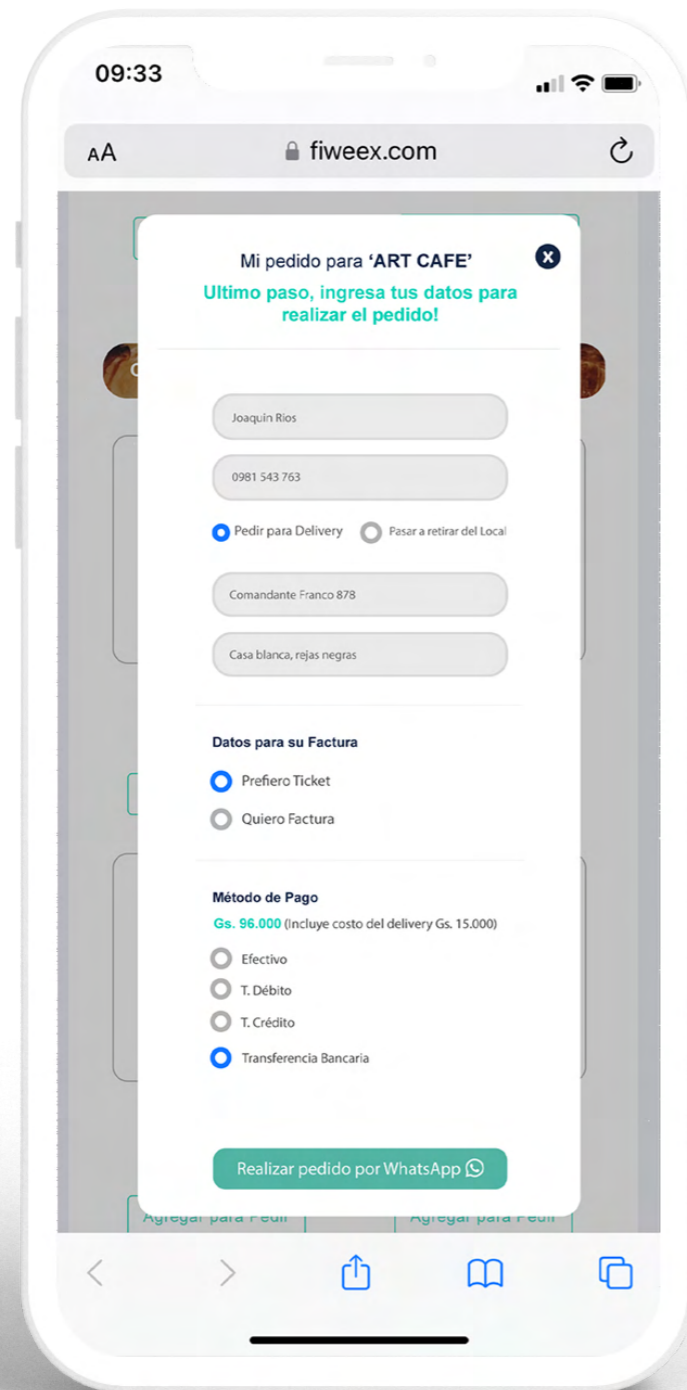 09:33
AA
fiweex.com
Mi pedido para ‘ART CAFE’
X
Ultimo paso, ingresa tus datos para
realizar el pedido!
Joaquin Rios
0981 543 763
Pedir para Delivery Pasar a retirar del Local
Comandante Franco 878
Casa blanca, rejas negras
Datos para su Factura
Prefiero Ticket
Quiero Factura
Método de Pago
Gs. 96.000 (Incluye costo del delivery Gs. 15.000)
Efectivo
T. Débito
T. Crédito
Transferencia Bancaria
Realizar pedido por WhatsApp
Agregar para Pedir Agregar para Pedir